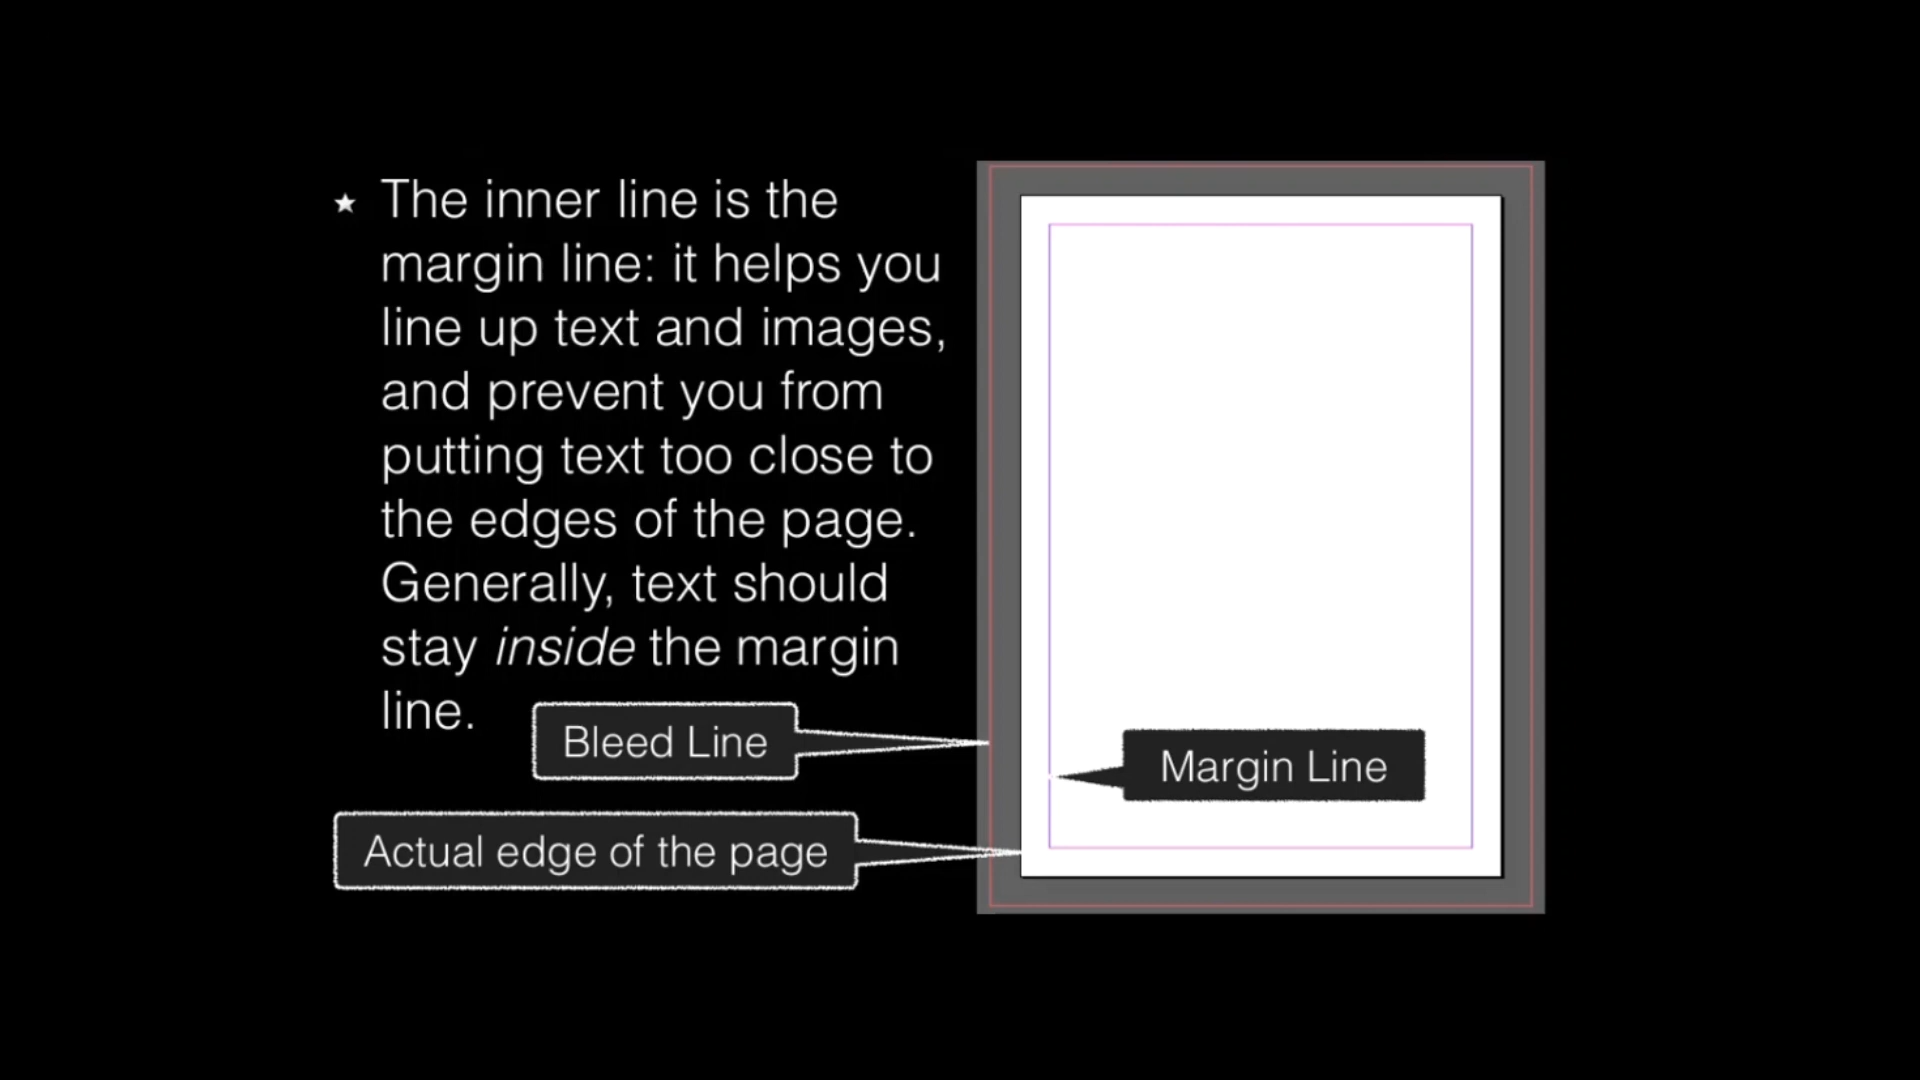 ★ The inner line is the
margin line: it helps you
line up text and images,
and prevent you from
putting text too close to
the edges of the page.
Generally, text should
stay inside the margin
line.
Bleed Line
Margin Line
Actual edge of the page